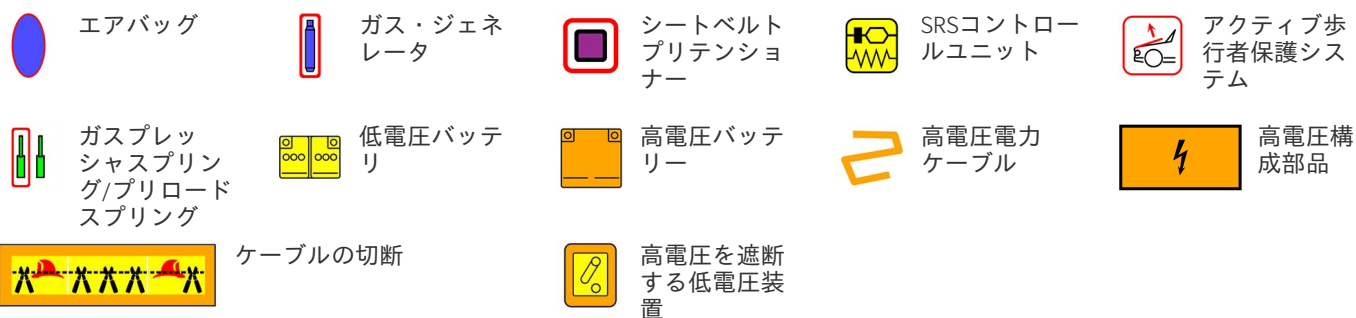 エアバッグ
ガス・ジェネ
レータ
シートベルト
プリテンショ
ナー
SRSコントロー
ルユニット
アクティブ歩
行者保護シス
テム
ガスプレッ
シャスプリン
グ/プリロード
スプリング
低電圧バッテ
リ
高電圧バッテ
リー
高電圧電力
ケーブル
高電圧構
成部品
ケーブルの切断
高電圧を遮断
する低電圧装
置